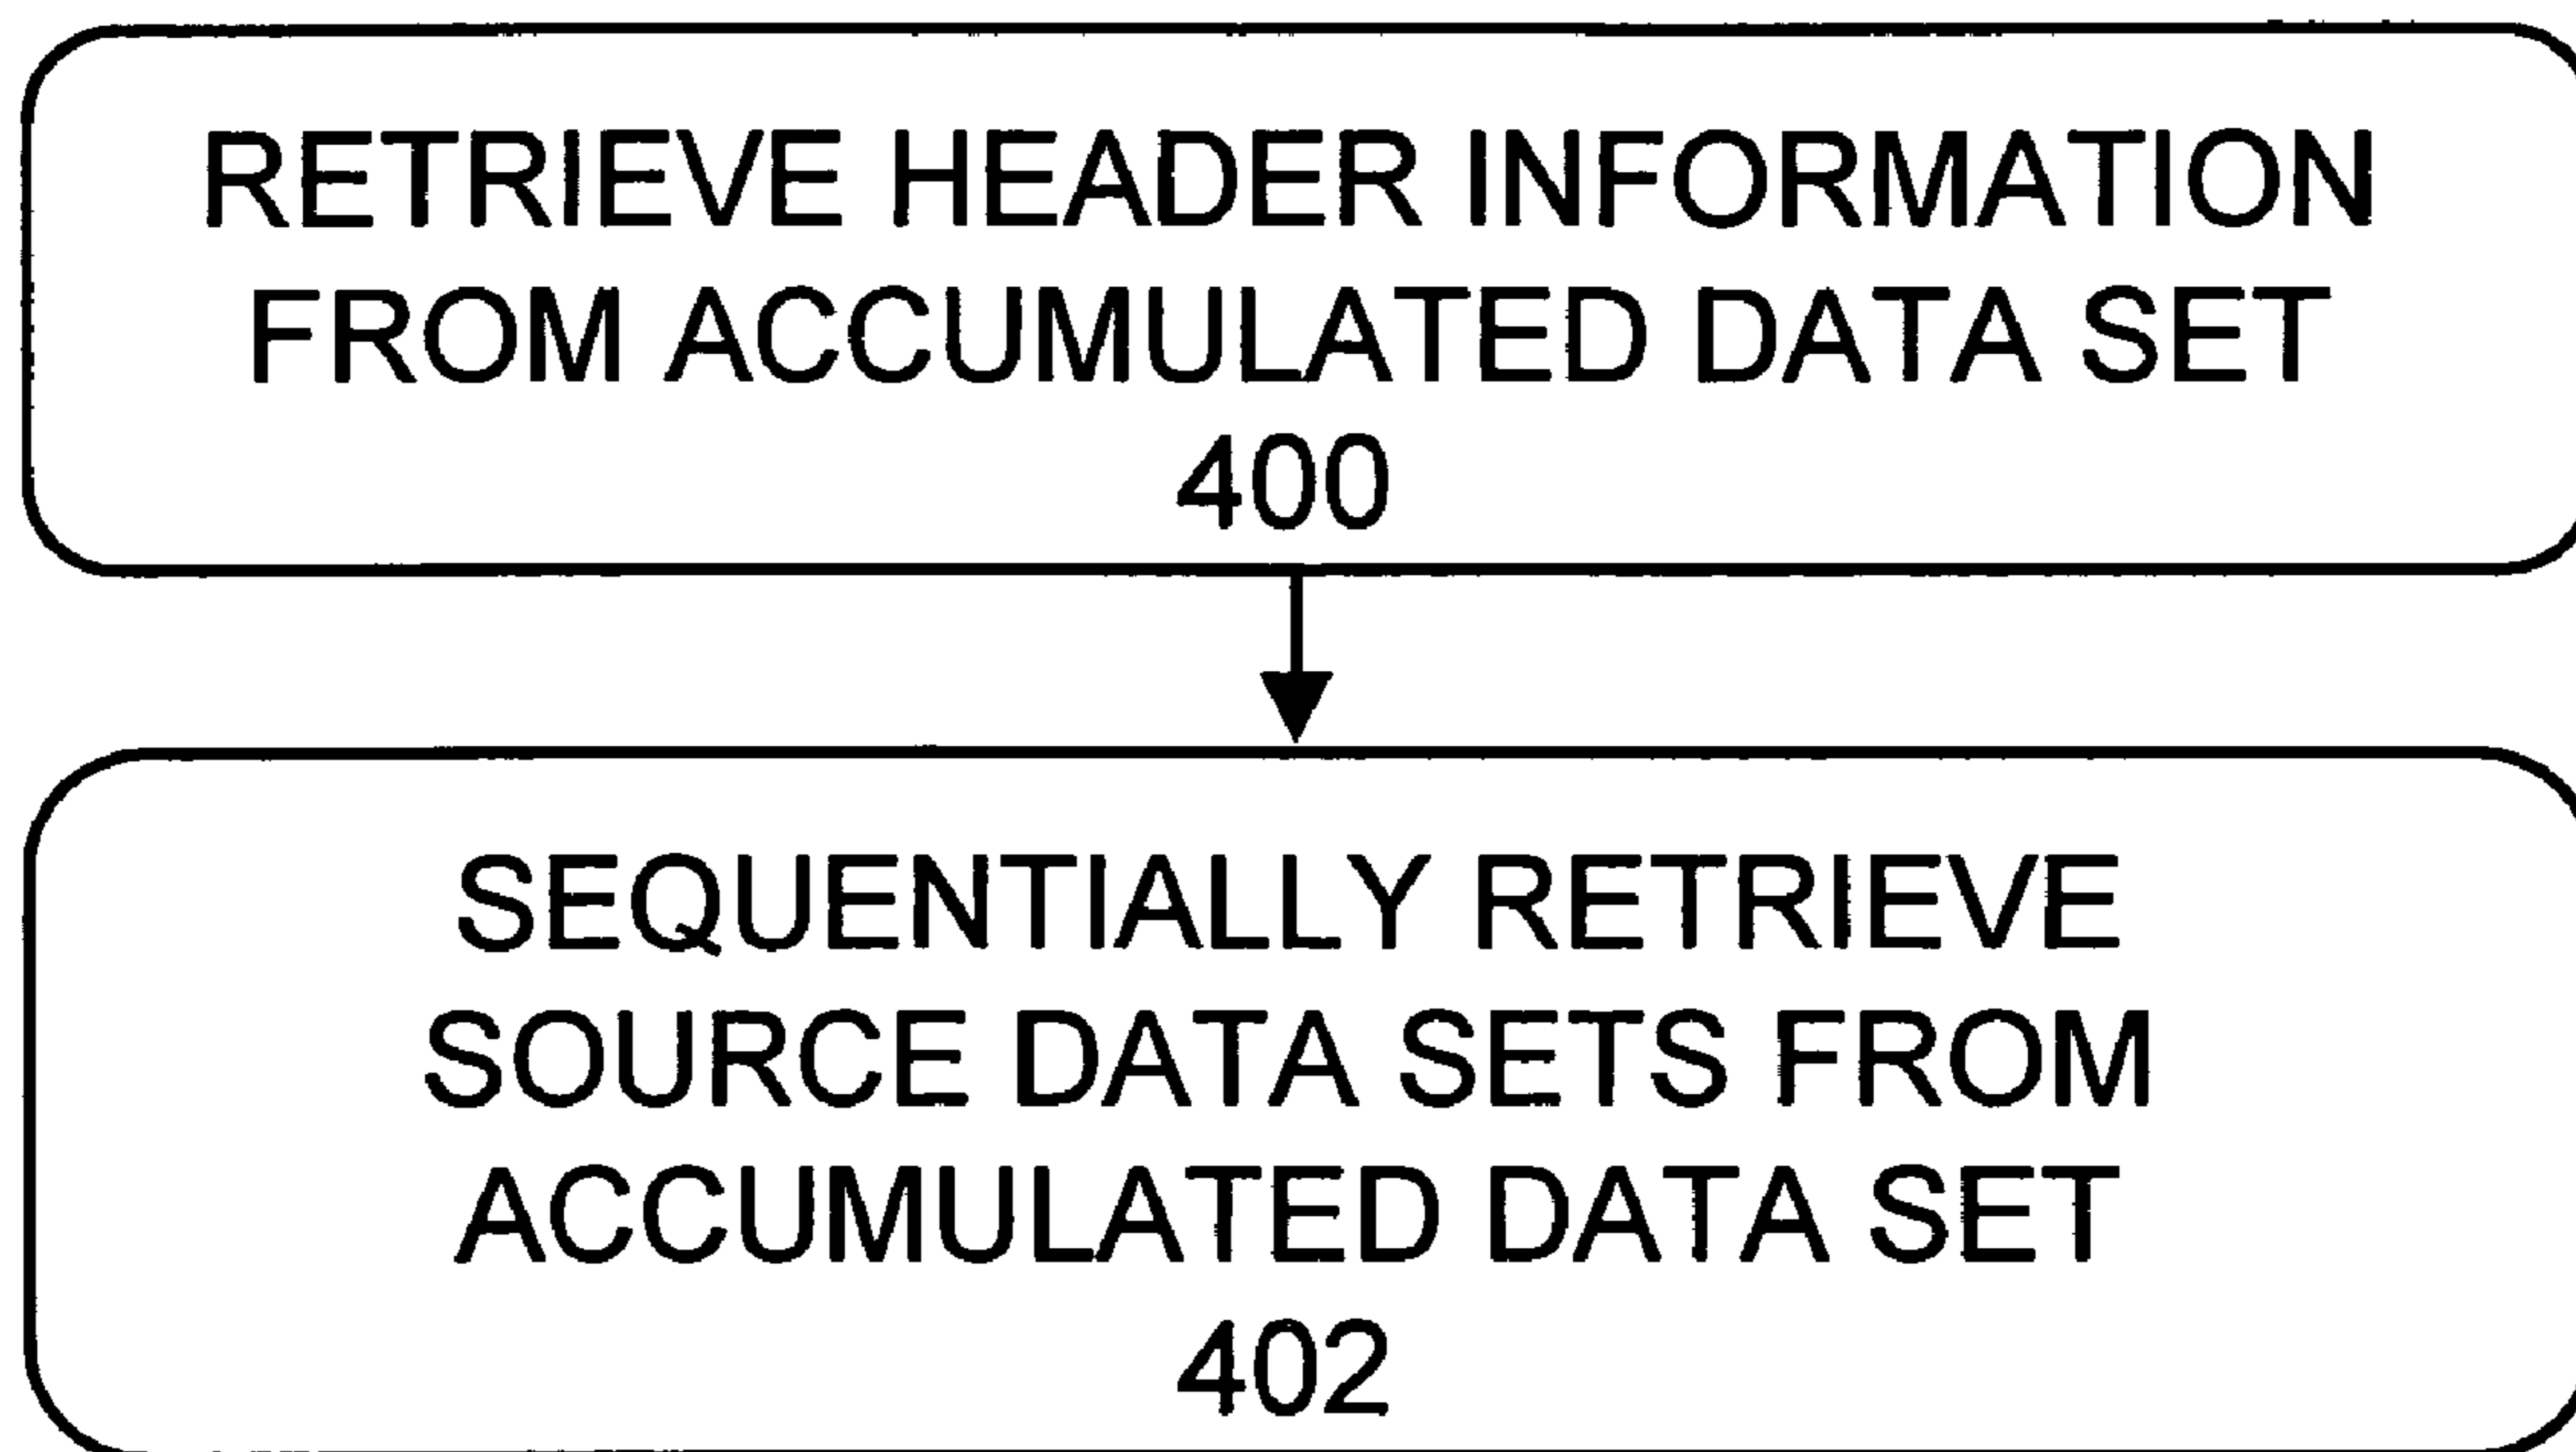 RETRIEVE HEADER INFORMATION
FROM ACCUMULATED DATA SET
400
SEQUENTIALLY RETRIEVE
SOURCE DATA SETS FROM
ACCUMULATED DATA SET
402